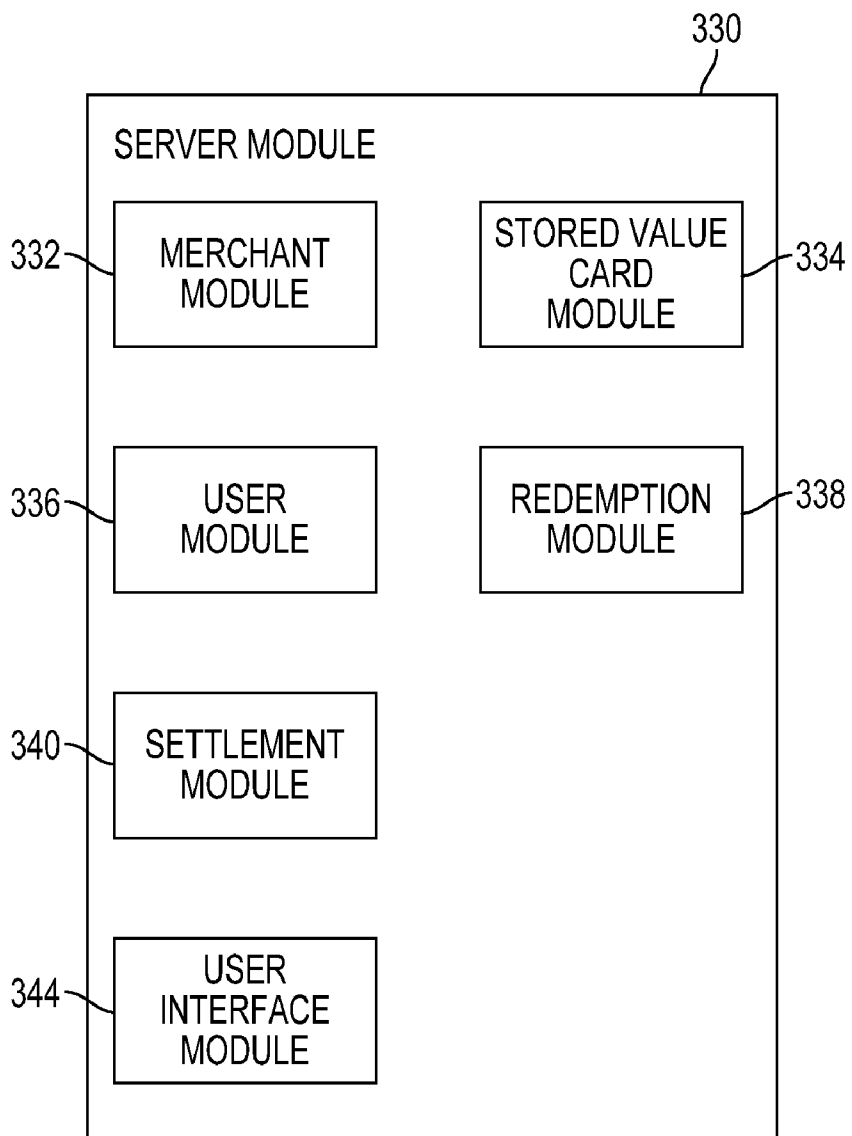 330
SERVER MODULE
332
MERCHANT
MODULE
STORED VALUE
CARD
MODULE
334
336
USER
MODULE
REDEMPTION
MODULE
338
340
SETTLEMENT
MODULE
344
USER
INTERFACE
MODULE